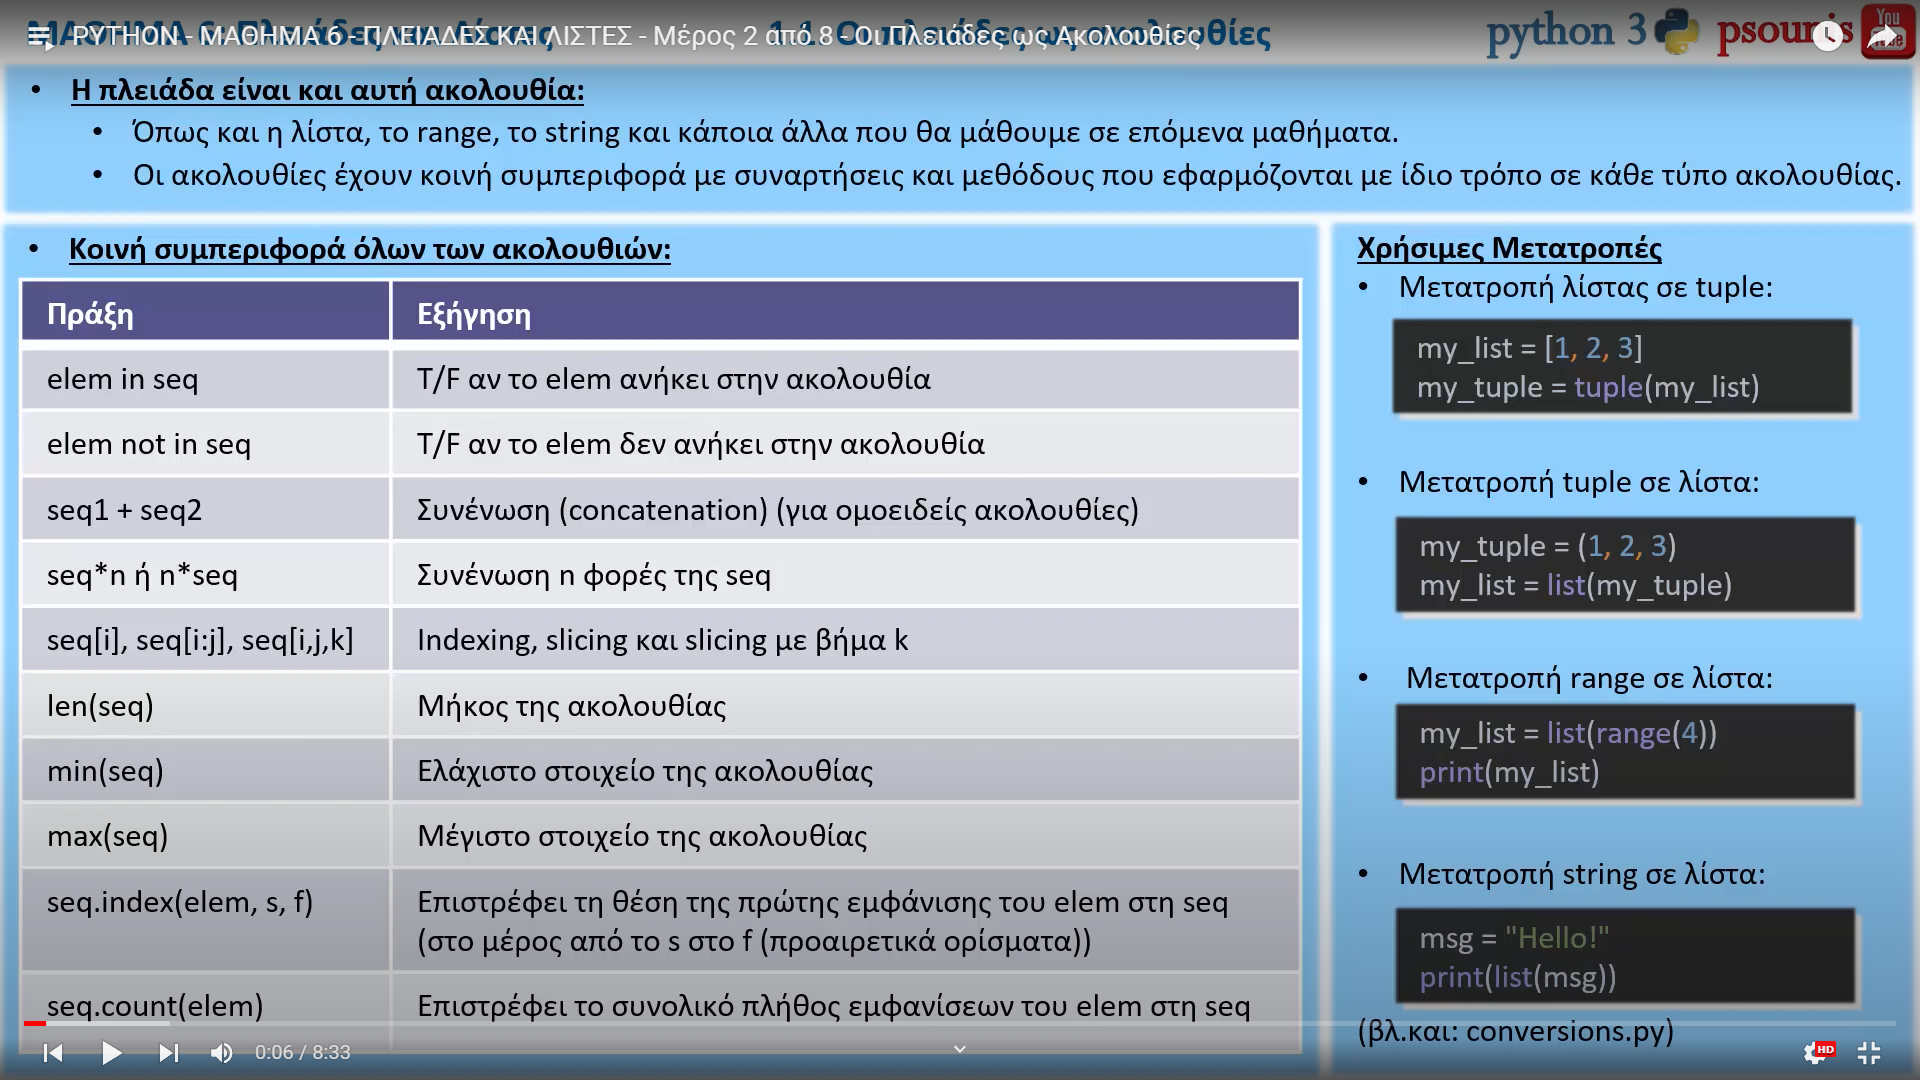 PYTHON - ΜΑΘΗΜΑ 6 - ΠΛΕΙΑΔΕΣ ΚΑΙ ΛΙΣΤΕΣ - Μέρος 2 από 8 - Οι Πλειάδες ως Ακολουθίες
python 3 psounis You Tube
• Η πλειάδα είναι και αυτή ακολουθία:
• Όπως και η λίστα, το range, το string και κάποια άλλα που θα μάθουμε σε επόμενα μαθήματα.
• Οι ακολουθίες έχουν κοινή συμπεριφορά με συναρτήσεις και μεθόδους που εφαρμόζονται με ίδιο τρόπο σε κάθε τύπο ακολουθίας.
• Κοινή συμπεριφορά όλων των ακολουθιών:
Πράξη Εξήγηση
elem in seq T/F αν το elem ανήκει στην ακολουθία
elem not in seq T/F αν το elem δεν ανήκει στην ακολουθία
seq1 + seq2 Συνένωση (concatenation) (για ομοειδείς ακολουθίες)
seq*n ή n*seq Συνένωση n φορές της seq
seq[i], seq[i:j], seq[i,j,k] Indexing, slicing και slicing με βήμα k
len(seq) Μήκος της ακολουθίας
min(seq) Ελάχιστο στοιχείο της ακολουθίας
max(seq) Μέγιστο στοιχείο της ακολουθίας
seq.index(elem, s, f) Επιστρέφει τη θέση της πρώτης εμφάνισης του elem στη seq
(στο μέρος από το s στο f (προαιρετικά ορίσματα))
seq.count(elem) Επιστρέφει το συνολικό πλήθος εμφανίσεων του elem στη seq
Χρήσιμες Μετατροπές
• Μετατροπή λίστας σε tuple:
my_list = [1, 2, 3]
my_tuple = tuple(my_list)
• Μετατροπή tuple σε λίστα:
my_tuple = (1, 2, 3)
my_list = list(my_tuple)
• Μετατροπή range σε λίστα:
my_list = list(range(4))
print(my_list)
• Μετατροπή string σε λίστα:
msg = "Hello!"
print(list(msg))
(βλ.και: conversions.py)
0:06 / 8:33
HD